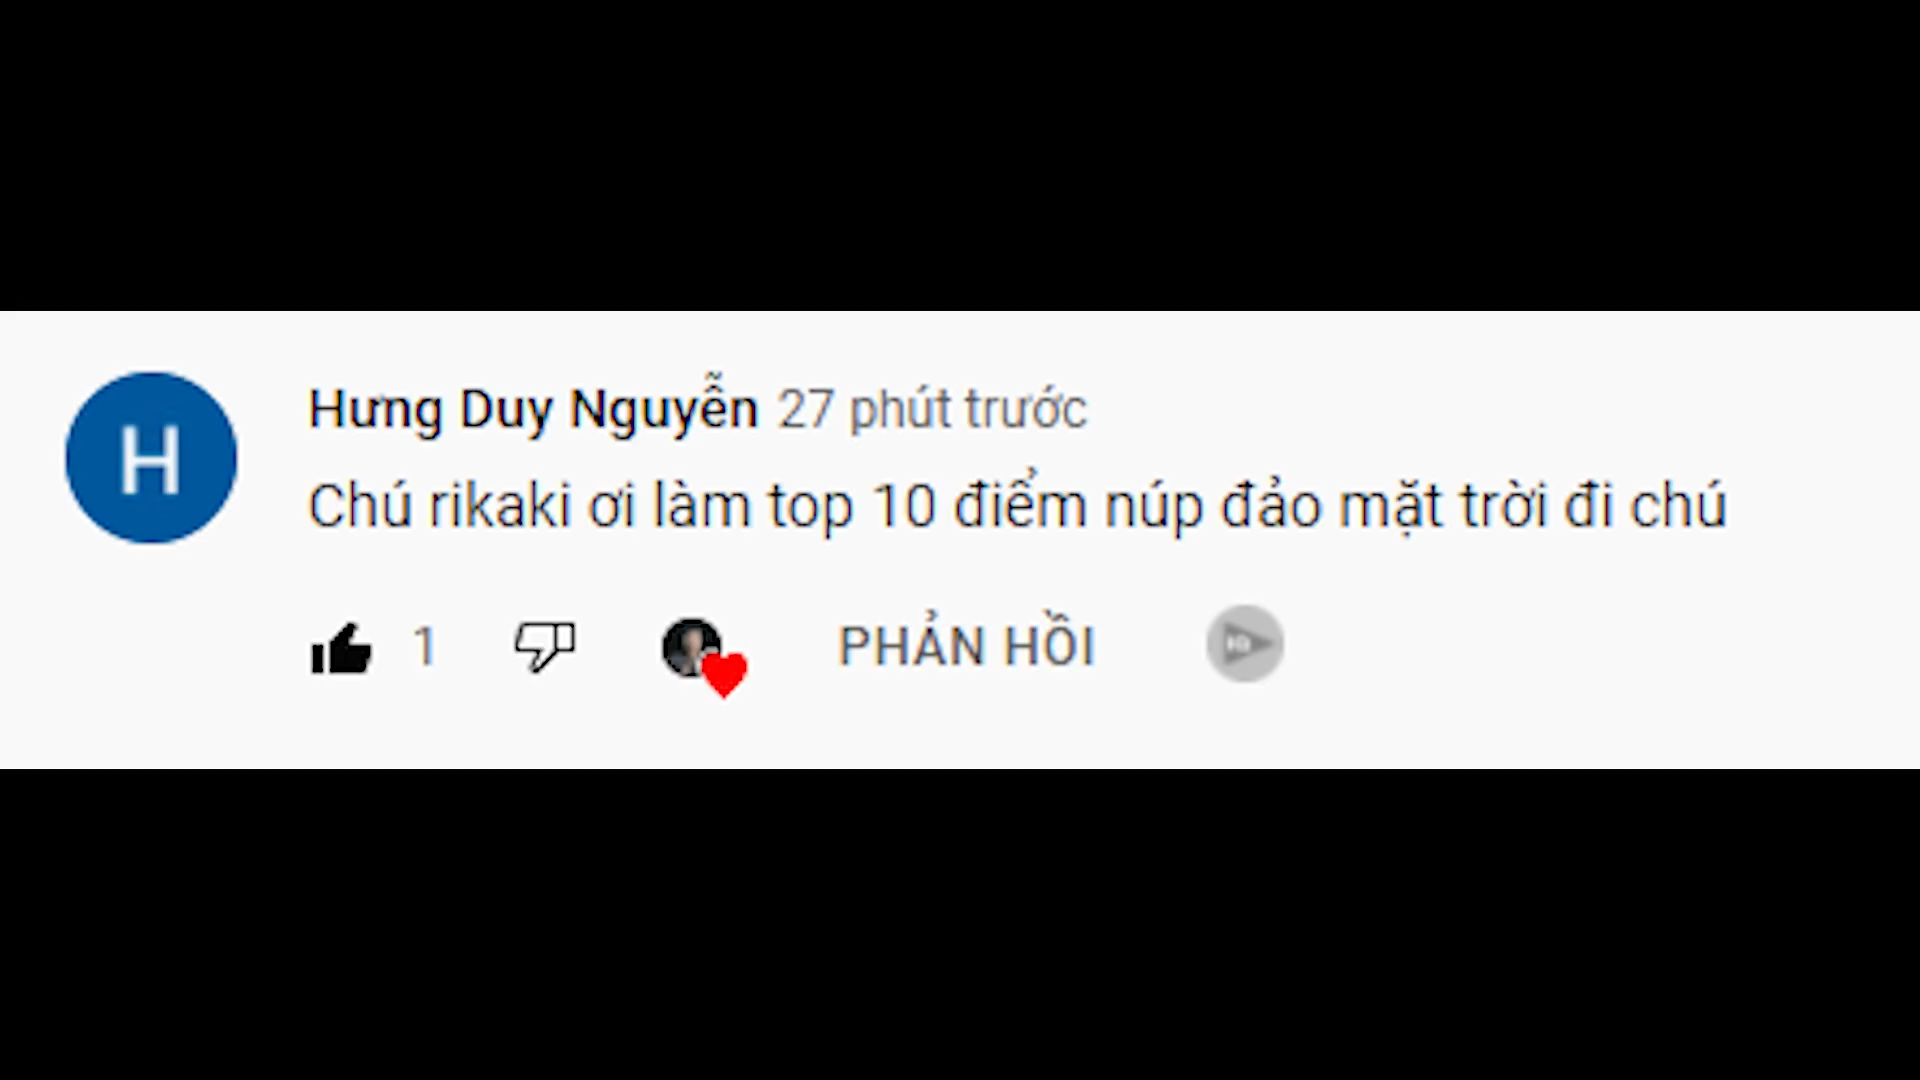 H
Hưng Duy Nguyễn 27 phút trước
Chú rikaki ơi làm top 10 điểm núp đảo mặt trời đi chú
1 PHẢN HỒI